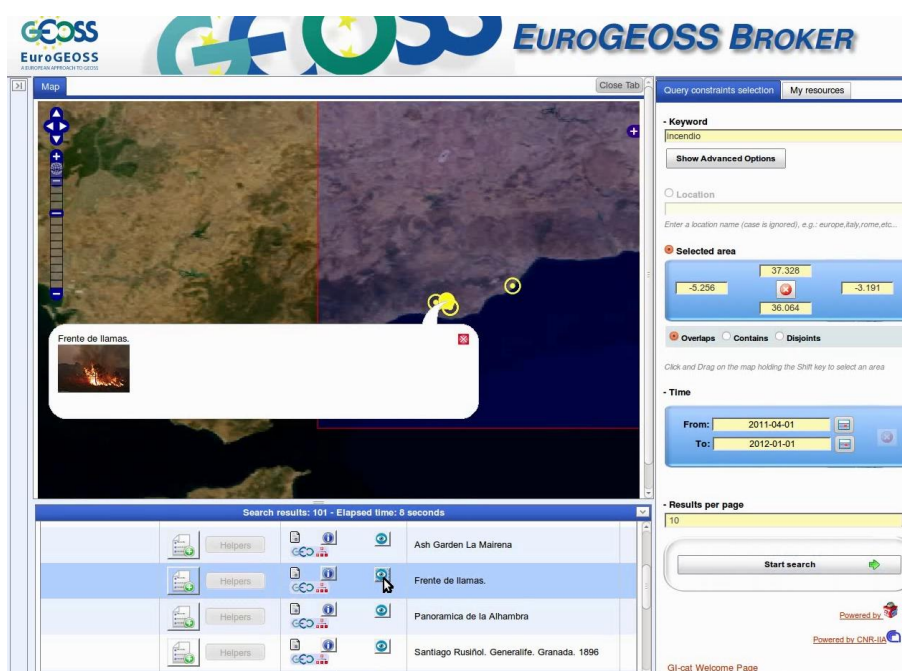 GEOSS
EuroGEOSS
A EUROPEAN APPROACH TO GEOSS
GEOSS
EUROGEOSS BROKER
Map
Close Tab
Frente de llamas.
Search results: 101 - Elapsed time: 8 seconds
Helpers
GEO
Ash Garden La Mairena
Helpers
GEO
Frente de llamas.
Helpers
GEO
Panoramica de la Alhambra
Helpers
GEO
Santiago Rusiñol. Generalife. Granada. 1896
Query constraints selection
My resources
- Keyword
incendio
Show Advanced Options
Location
Enter a location name (case is ignored), e.g.: europe,italy,rome,etc...
Selected area
37.328
-5.256
-3.191
36.064
Overlaps Contains Disjoints
Click and Drag on the map holding the Shift key to select an area
- Time
From: 2011-04-01
To: 2012-01-01
- Results per page
10
Start search
Powered by
Powered by CNR-IIA
GI-cat Welcome Page